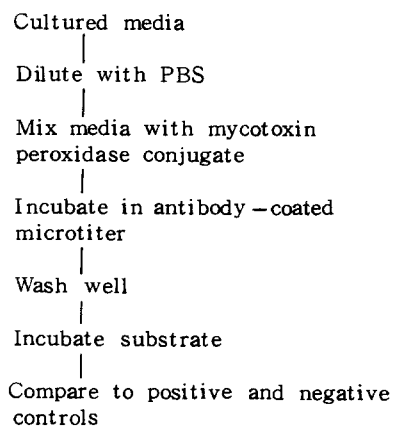 Cultured media
Dilute with PBS
Mix media with mycotoxin
peroxidase conjugate
Incubate in antibody—coated
microtiter
Wash well
Incubate substrate
Compare to positive and negative
controls